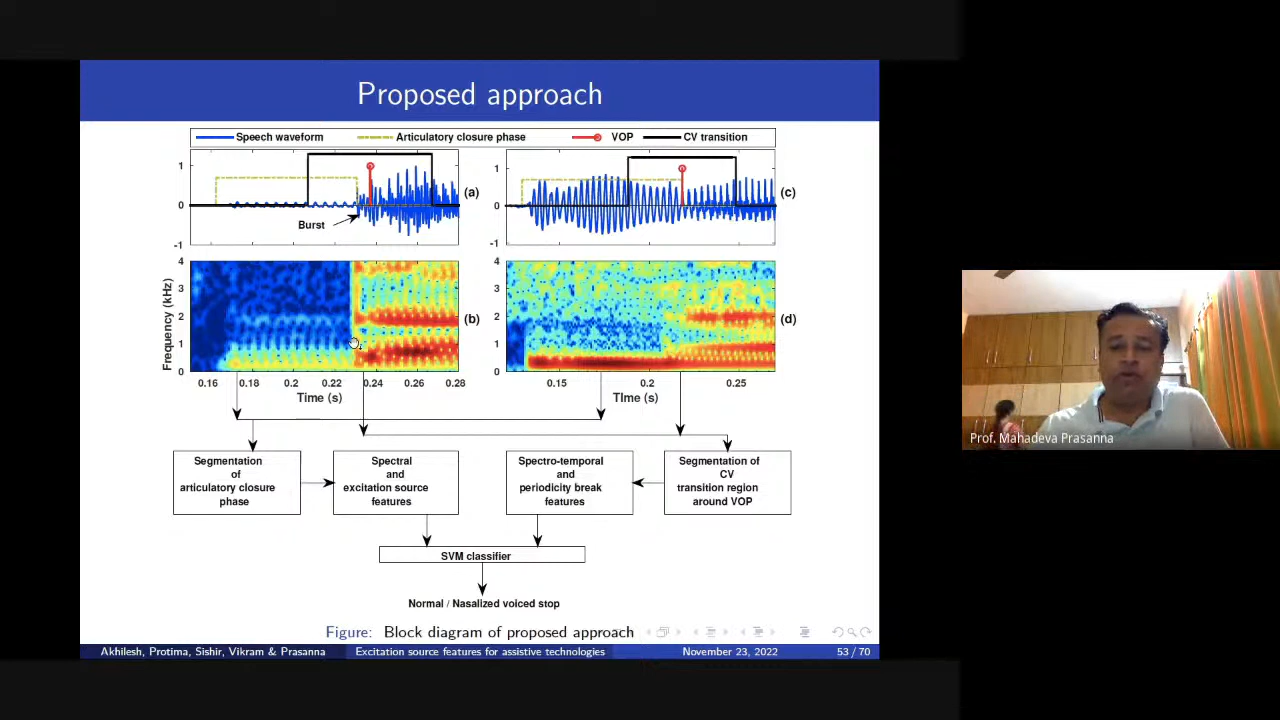 Proposed approach
Speech waveform Articulatory closure phase VOP CV transition
1
0
-1
(a)
Burst
1
0
-1
(c)
4
3
2
1
0
Frequency (kHz)
(b)
0.16 0.18 0.2 0.22 0.24 0.26 0.28
Time (s)
4
3
2
1
0
(d)
0.15 0.2 0.25
TIme (s)
Segmentation
of
articulatory closure
phase
Spectral
and
excitation source
features
Spectro-temporal
and
periodicity break
features
Segmentation of
CV
transition region
around VOP
SVM classifier
Normal / Nasalized voiced stop
Figure: Block diagram of proposed approach
Akhilesh, Protima, Sishir, Vikram & Prasanna Excitation source features for assistive technologies November 23, 2022 53 / 70
Prof. Mahadeva Prasanna